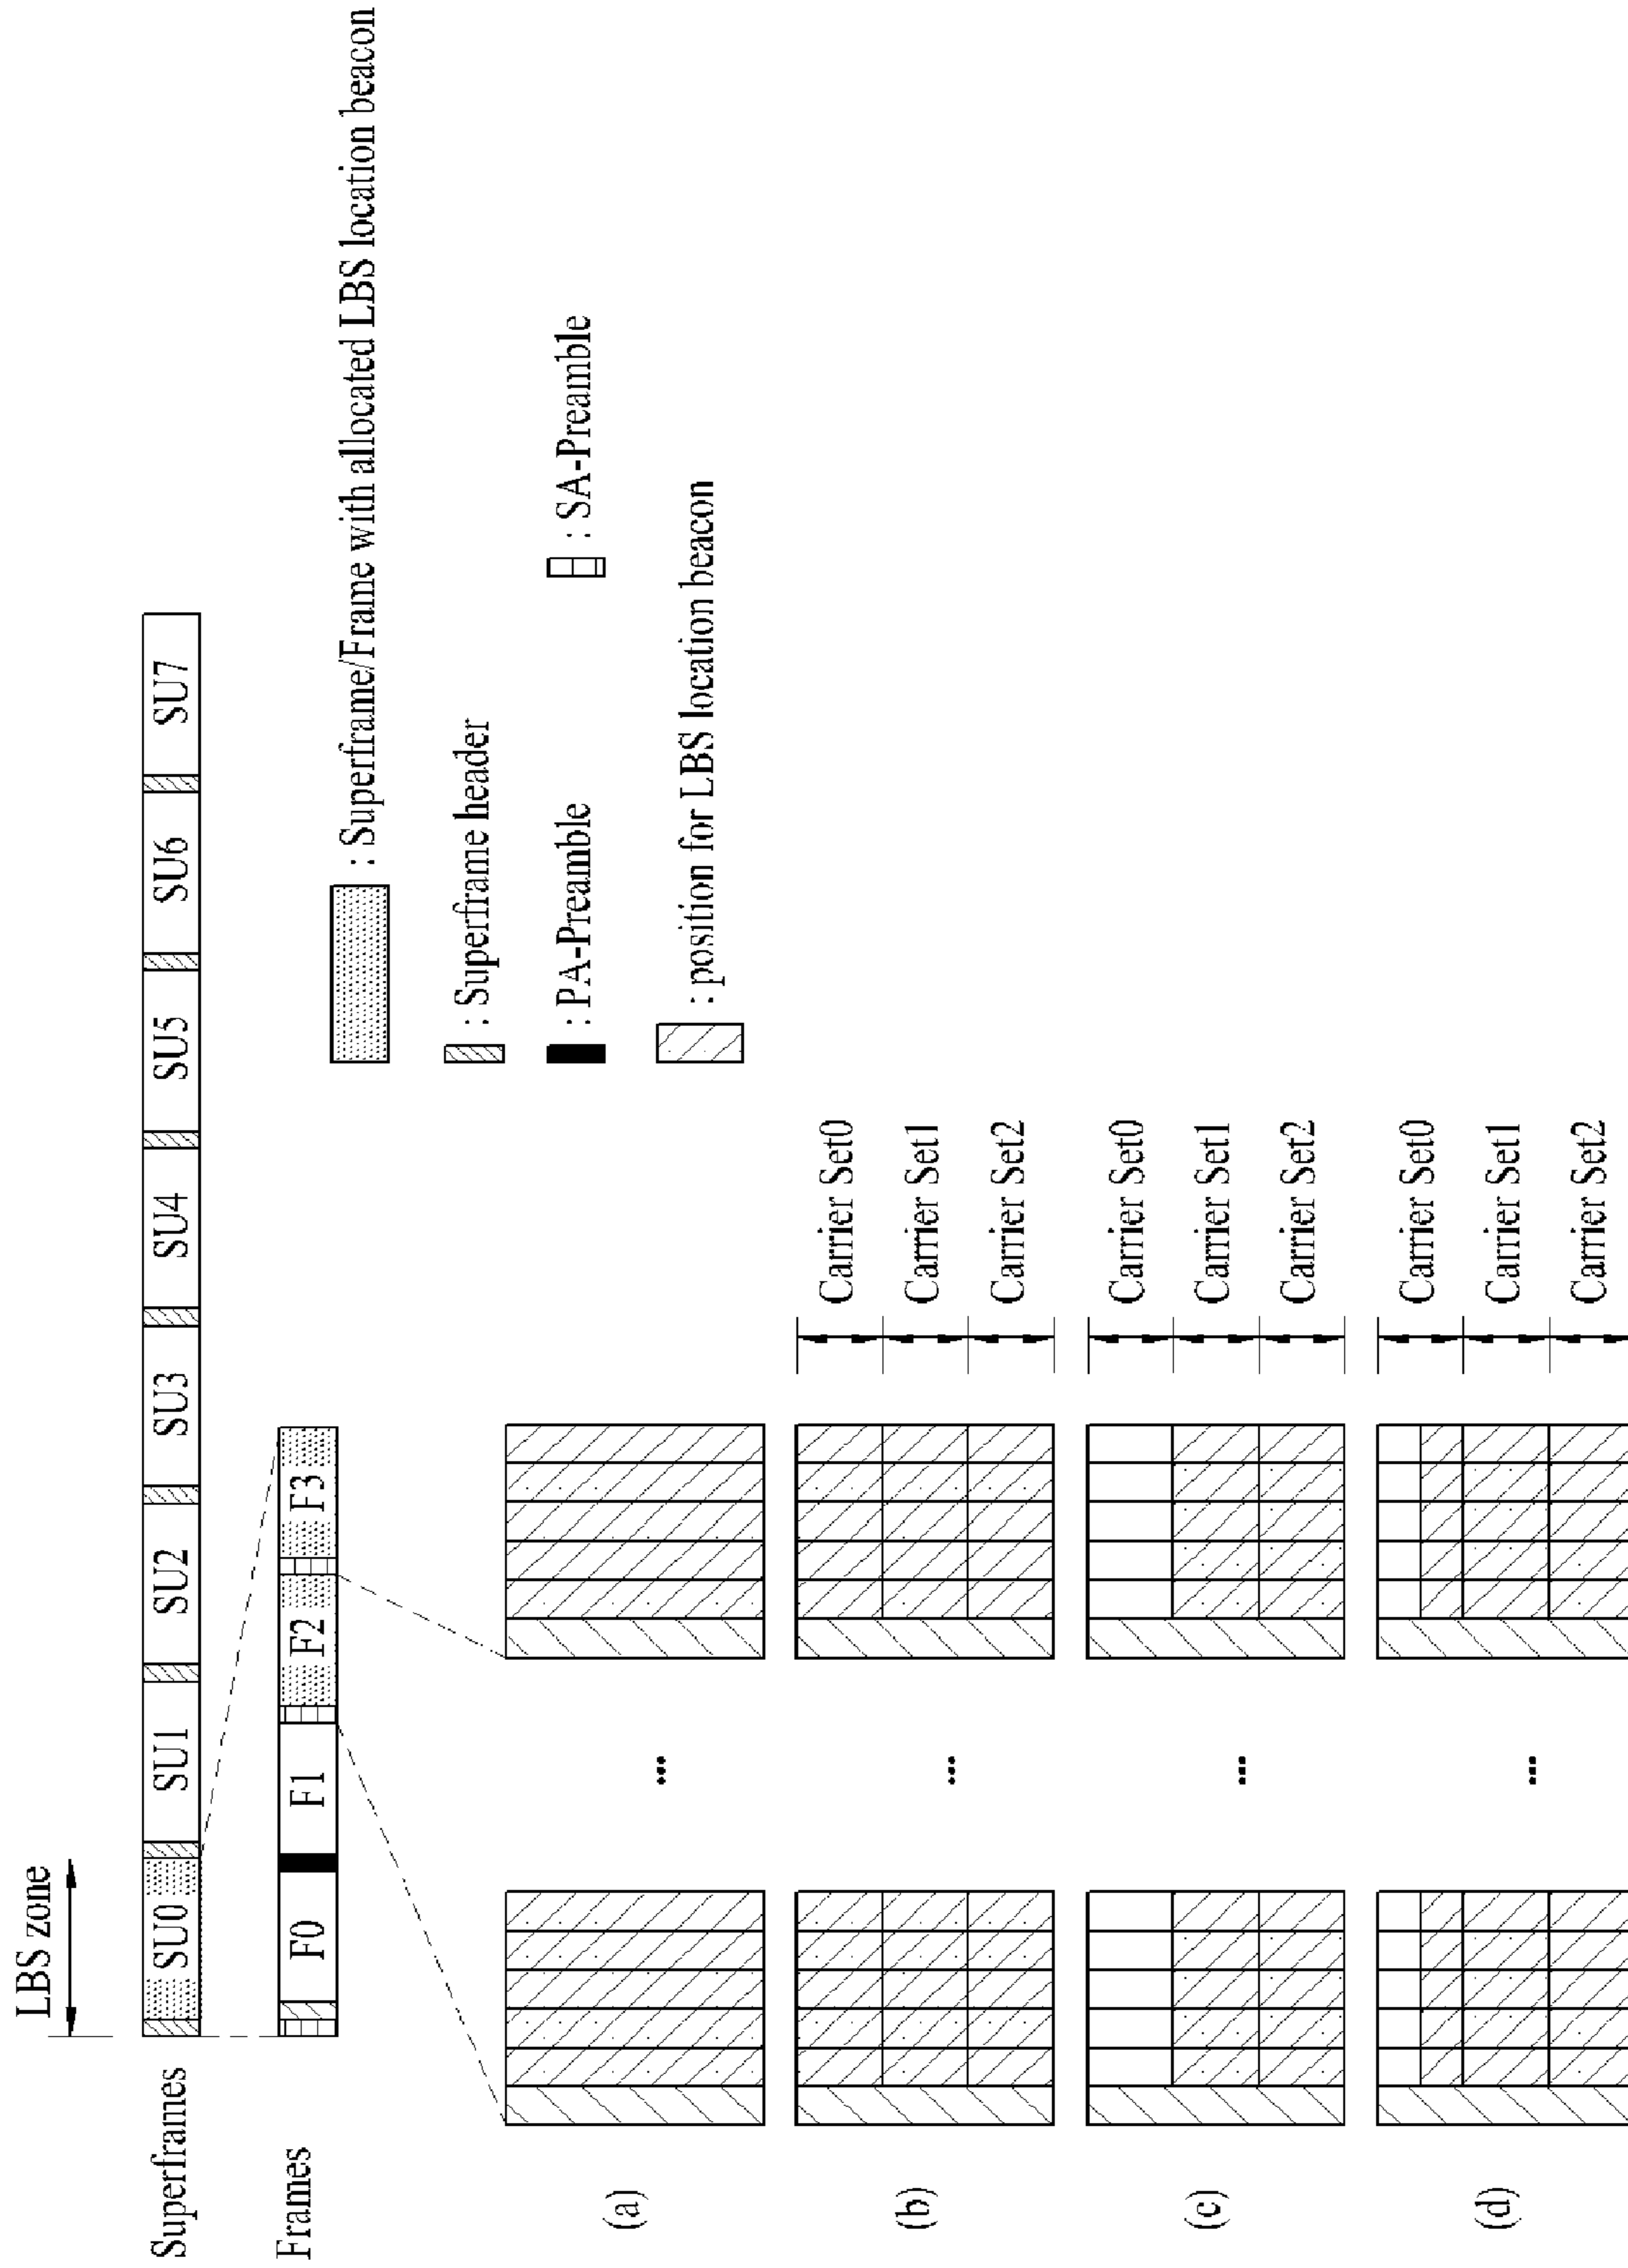 LBS zone
Superframes
SU0
SU1
SU2
SU3
SU4
SU5
SU6
SU7
Frames
F0
F1
F2
F3
: Superframe/Frame with allocated LBS location beacon
: Superframe header
: PA-Preamble
: SA-Preamble
: position for LBS location beacon
(a)
...
(b)
...
Carrier Set0
Carrier Set1
Carrier Set2
(c)
...
Carrier Set0
Carrier Set1
Carrier Set2
(d)
...
Carrier Set0
Carrier Set1
Carrier Set2